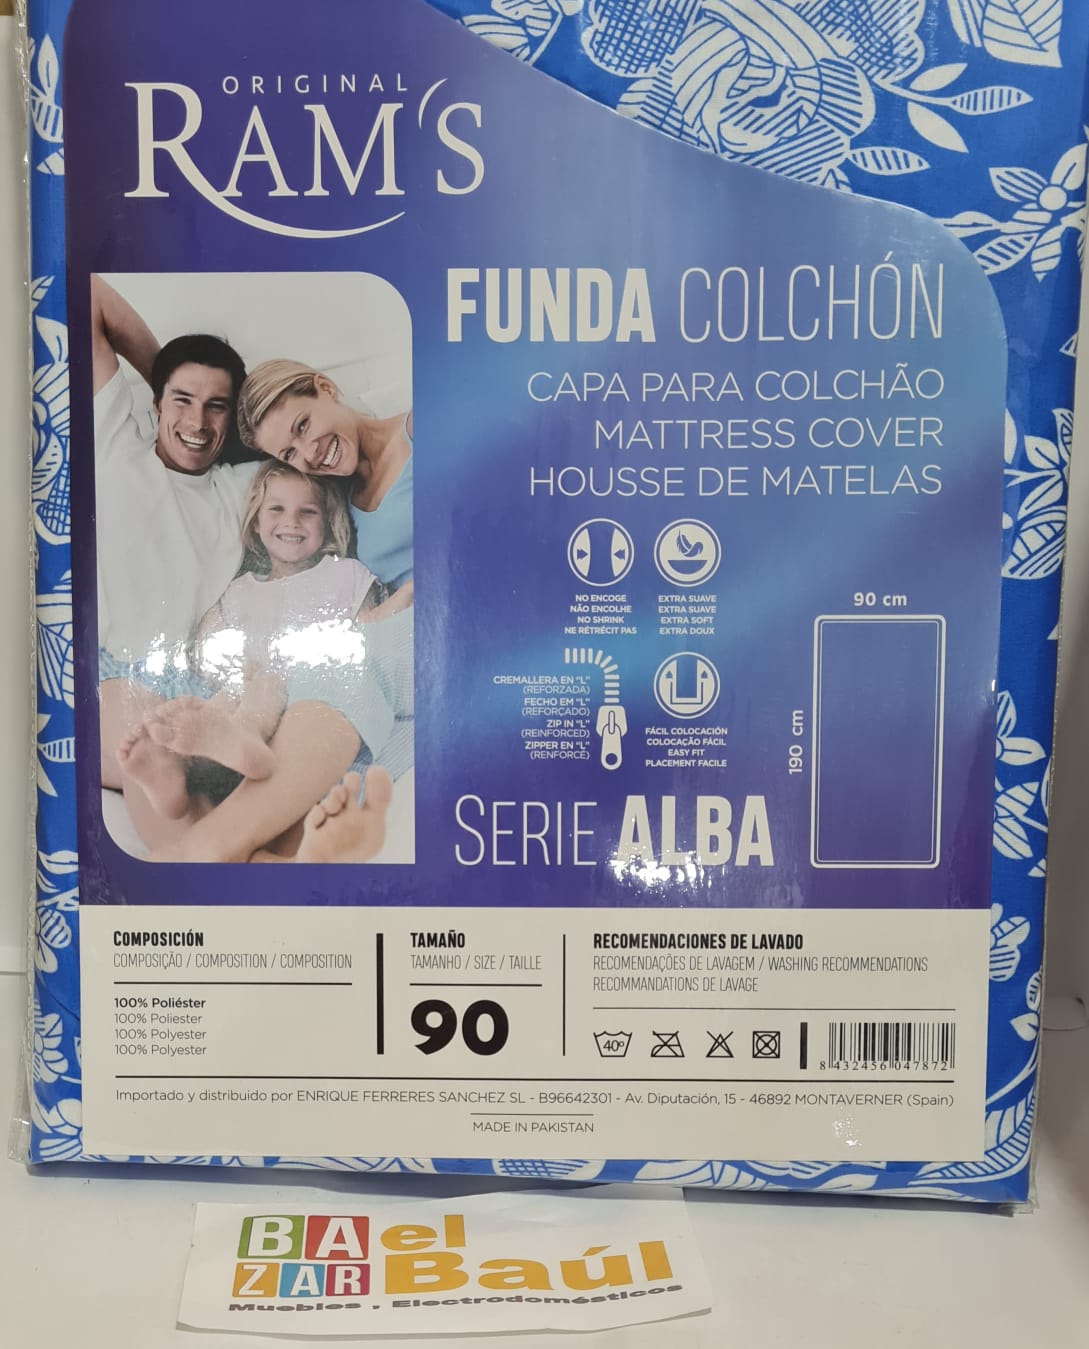 ORIGINAL
RAM'S
FUNDA COLCHÓN
CAPA PARA COLCHÃO
MATTRESS COVER
HOUSSE DE MATELAS
NO ENCOGE
NÃO ENCOLHE
NO SHRINK
NE RÉTRÉCIT PAS
EXTRA SUAVE
EXTRA SUAVE
EXTRA SOFT
EXTRA DOUX
CREMALLERA EN "L"
(REFORZADA)
FECHO EM "L"
(REFORÇADO)
ZIP IN "L"
(REINFORCED)
ZIPPER EN "L"
(RENFORCÉ)
FÁCIL COLOCACIÓN
COLOCAÇÃO FÁCIL
EASY FIT
PLACEMENT FACILE
90 cm
190 cm
SERIE ALBA
COMPOSICIÓN
COMPOSIÇÃO / COMPOSITION / COMPOSITION
100% Poliéster
100% Poliester
100% Polyester
100% Polyester
TAMAÑO
TAMANHO / SIZE / TAILLE
90
RECOMENDACIONES DE LAVADO
RECOMENDAÇÕES DE LAVAGEM / WASHING RECOMMENDATIONS
RECOMMANDATIONS DE LAVAGE
40º
8 432456 047872
Importado y distribuido por ENRIQUE FERRERES SANCHEZ SL - B96642301 - Av. Diputación, 15 - 46892 MONTAVERNER (Spain)
MADE IN PAKISTAN
BAZAR el Baúl
Muebles , Electrodomésticos